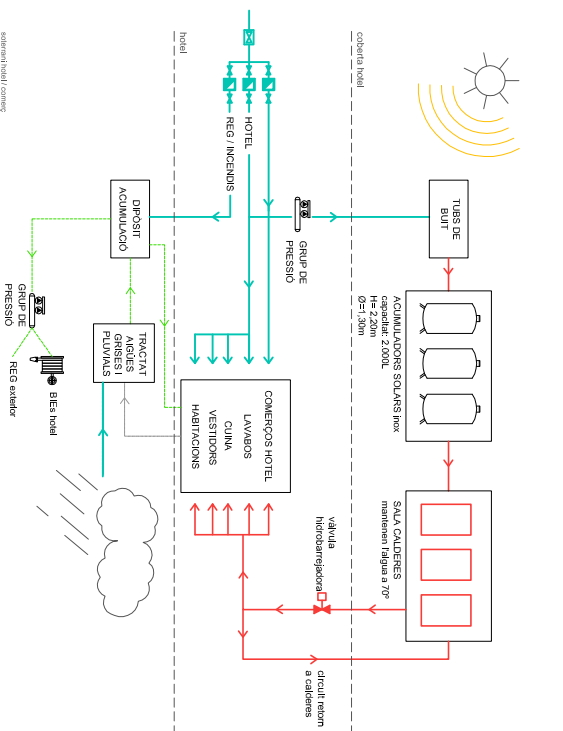 coberta hotel
TUBS DE
BUIT
ACUMULADORS SOLARS inox
capacitat: 2.000L
H= 2,20m
Ø=1,30m
SALA CALDERES
mantenen l'aigua a 70º
hotel
HOTEL
REG / INCENDIS
GRUP DE
PRESSIÓ
COMERÇOS HOTEL
LAVABOS
CUINA
VESTIDORS
HABITACIONS
vàlvula
hidrobarrejadora
circuit retorn
a calderes
soterrani hotel / comerç
DIPÒSIT
ACUMULACIÓ
TRACTAT
AIGÜES
GRISES I
PLUVIALS
GRUP DE
PRESSIÓ
BIEs hotel
REG exterior